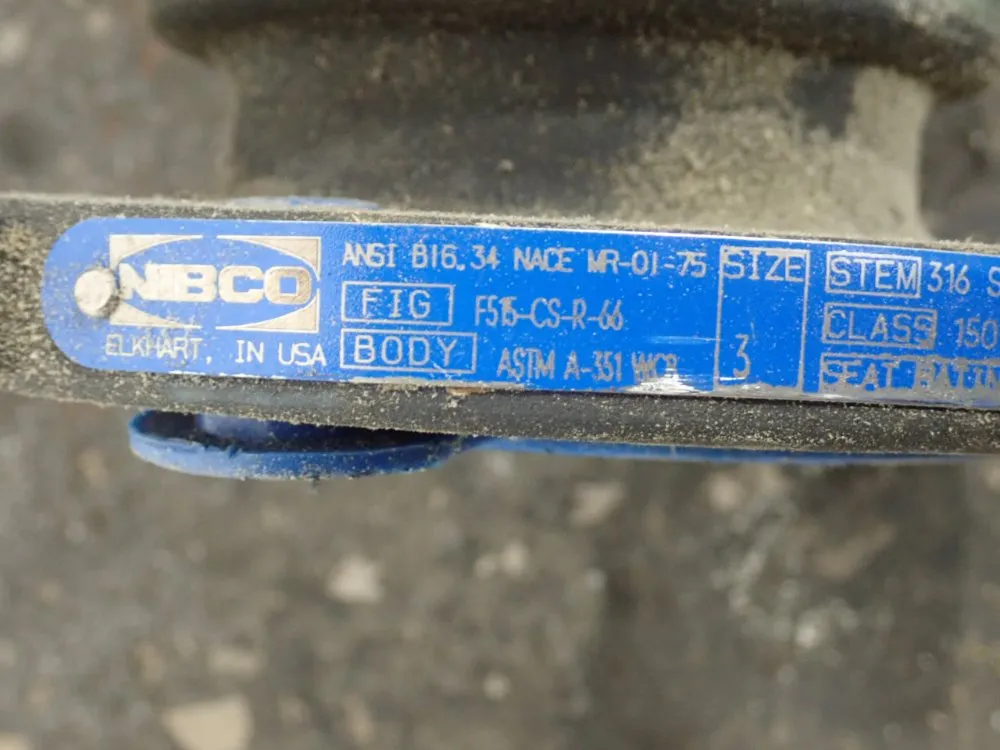 NIBCO
ELKHART, IN USA
ANSI B16.34 NACE MR-01-75
FIG F515-CS-R-66
BODY ASTM A-351 WCB
SIZE
3
STEM 316 S
CLASS 150
SEAT